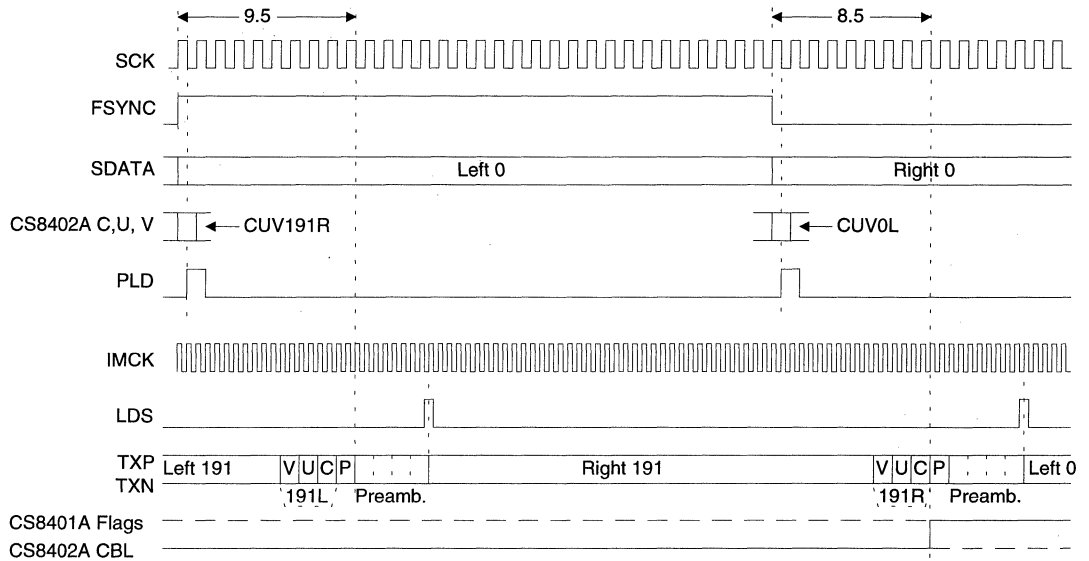 9.5
8.5
SCK
FSYNC
SDATA
Left 0
Right 0
CS8402A C,U, V
CUV191R
CUV0L
PLD
IMCK
LDS
TXP
TXN
Left 191
V U C P
Right 191
V U C P
Left 0
191L
Preamb.
191R
Preamb.
CS8401A Flags
CS8402A CBL